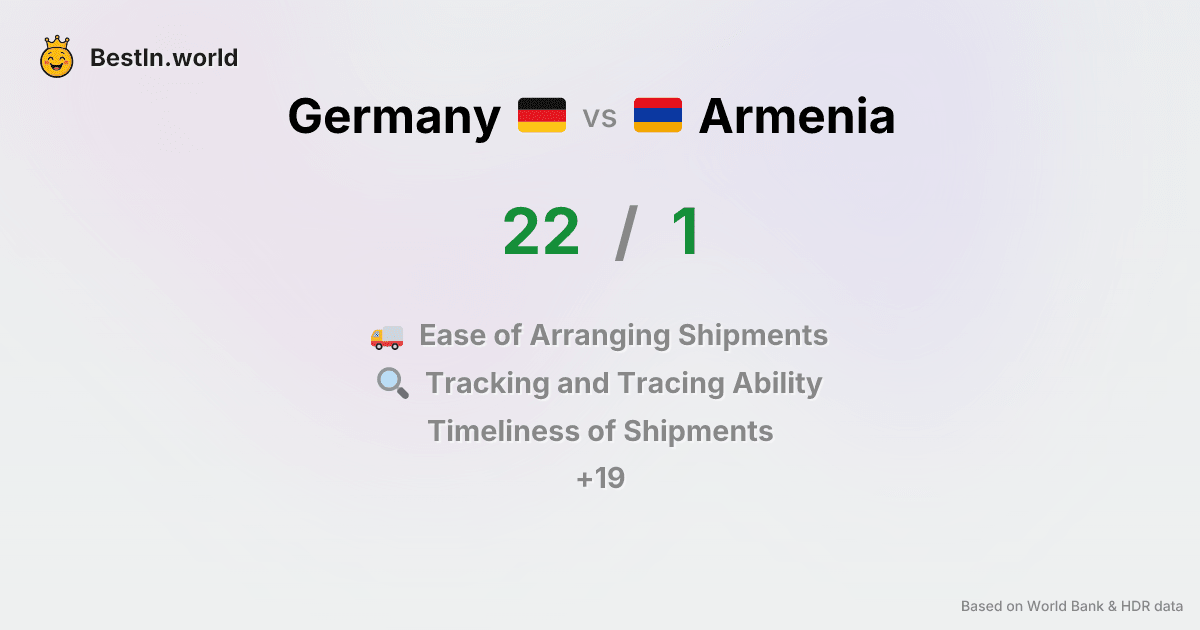 BestIn.world
Germany vs Armenia
22 / 1
Ease of Arranging Shipments
Tracking and Tracing Ability
Timeliness of Shipments
+19
Based on World Bank & HDR data